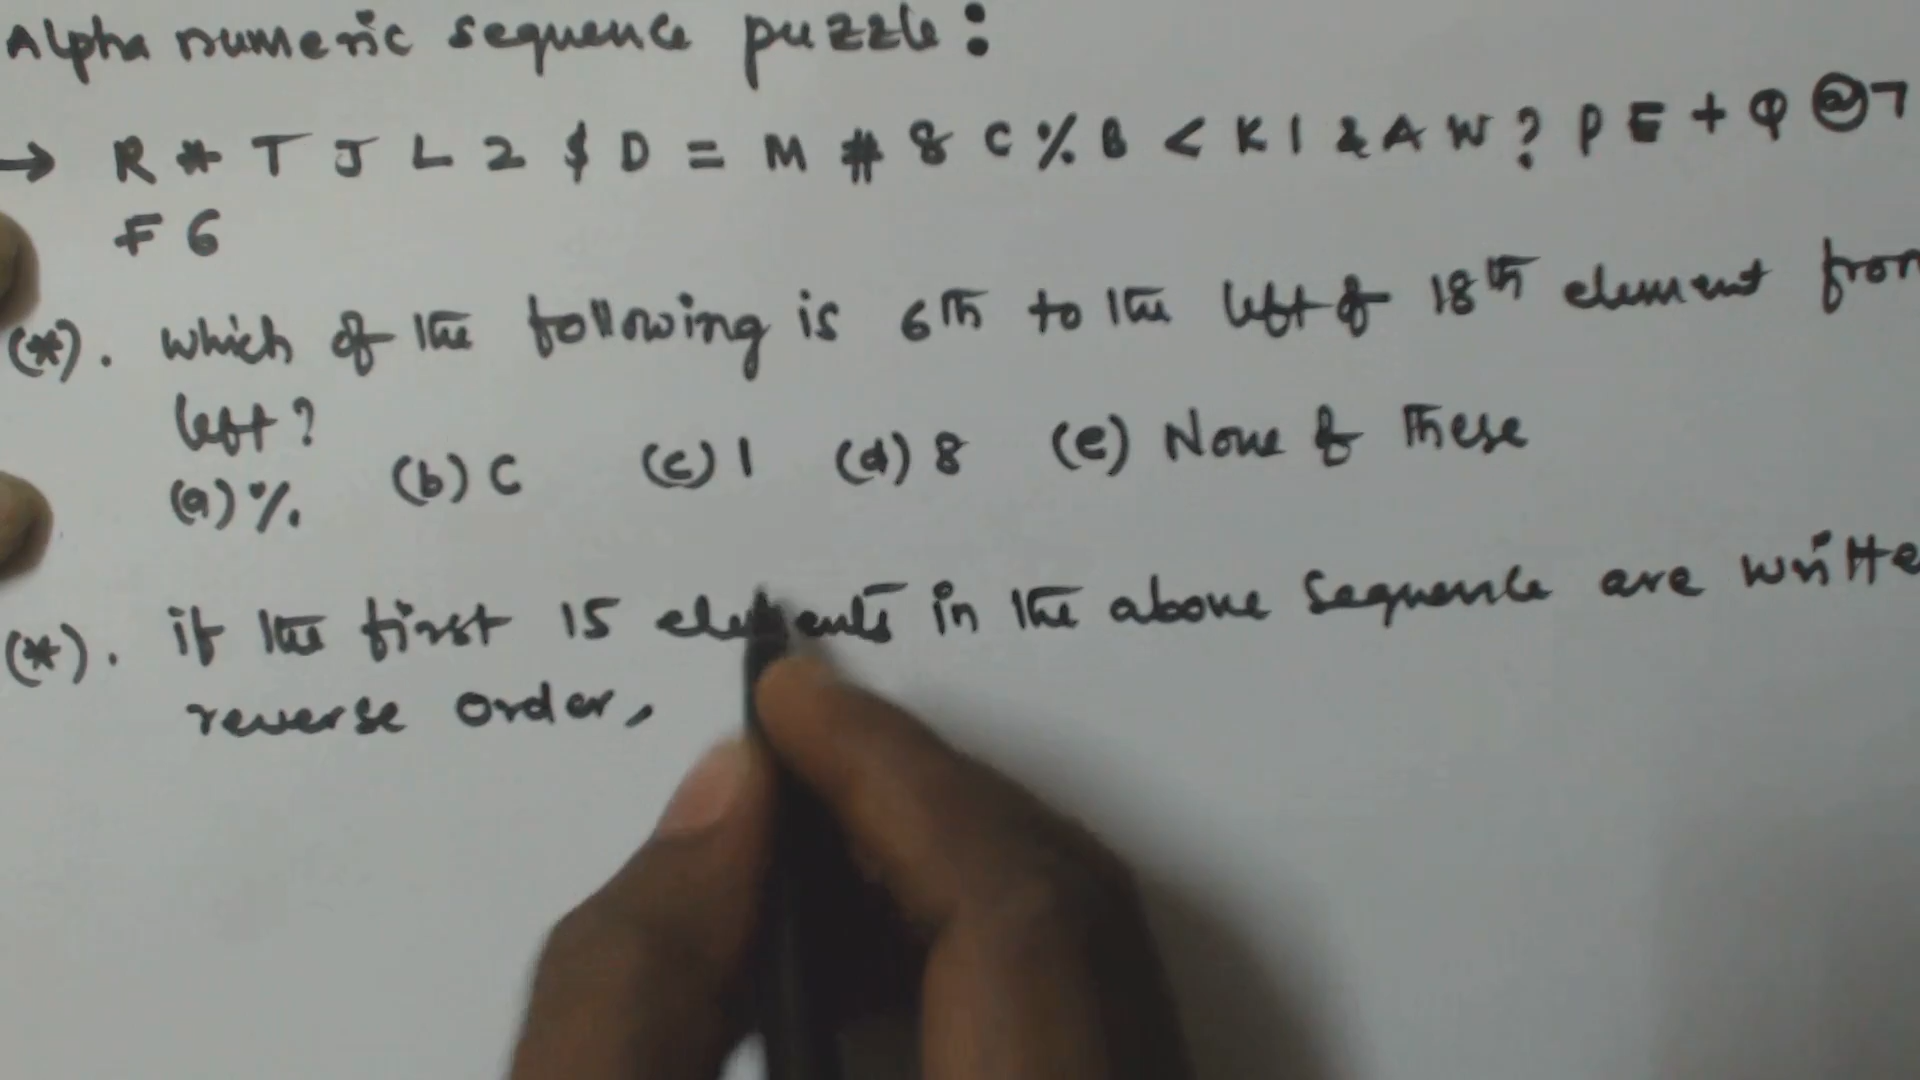 Alpha numeric sequence puzzle:
→ R * T J L 2 $ D = M # 8 C % B < K 1 & A W ? P E + Q @ 7
F 6
(*). which of the following is 6th to the left of 18th element from
left?
(a) % (b) C (c) 1 (d) 8 (e) None of These
(*). if the first 15 elements in the above sequence are writte
reverse order,